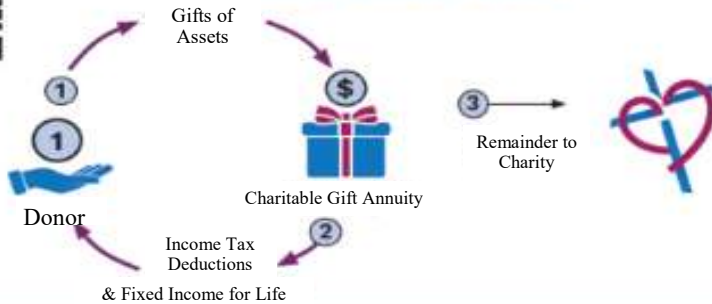 Gifts of
Assets
1
1
$
3
Remainder to
Charity
Charitable Gift Annuity
Donor
2
Income Tax
Deductions
& Fixed Income for Life